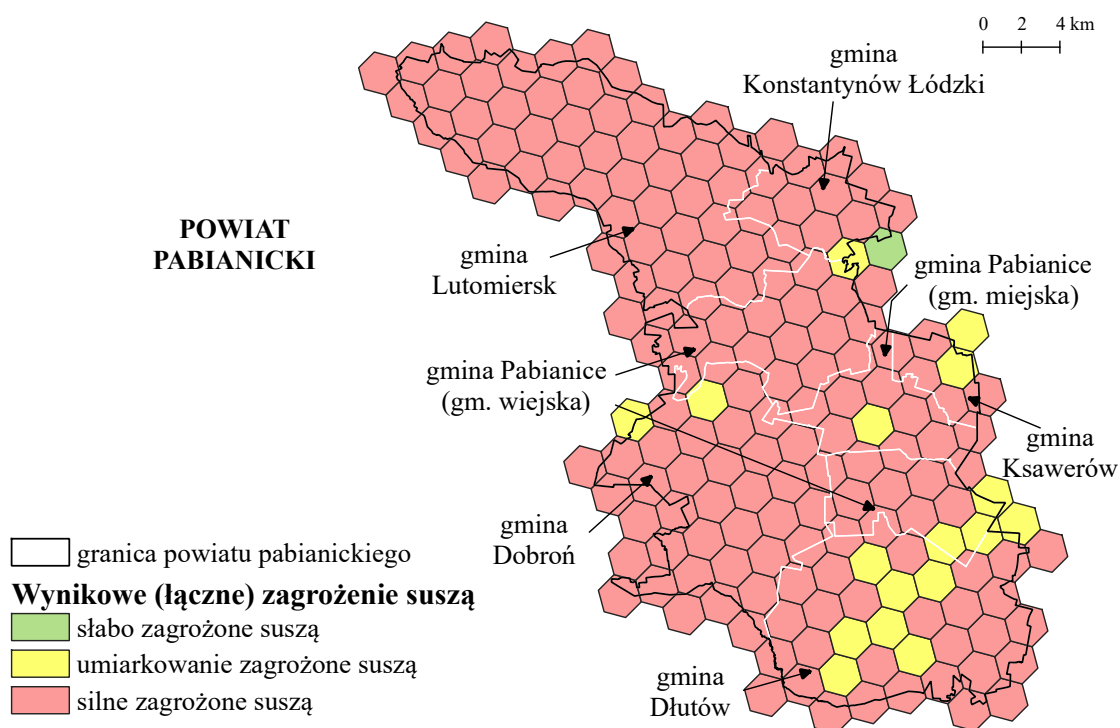 0 2 4 km
gmina
Konstantynów Łódzki
POWIAT
PABIANICKI
gmina
Lutomiersk
gmina Pabianice
(gm. miejska)
gmina Pabianice
(gm. wiejska)
gmina
Ksawerów
gmina
Dobroń
granica powiatu pabianickiego
Wynikowe (łączne) zagrożenie suszą
słabo zagrożone suszą
umiarkowanie zagrożone suszą
silne zagrożone suszą
gmina
Dłutów